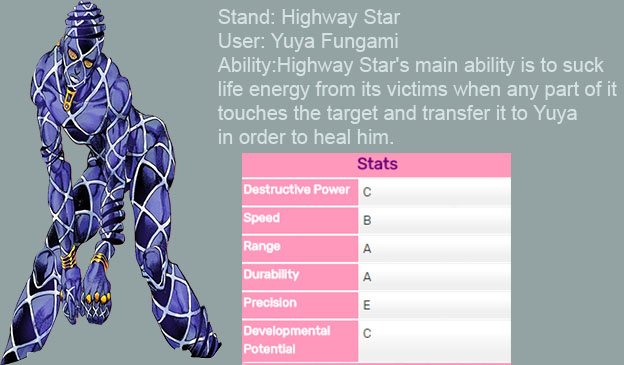 Stand: Highway Star
User: Yuya Fungami
Ability:Highway Star's main ability is to suck
life energy from its victims when any part of it
touches the target and transfer it to Yuya
in order to heal him.
Stats
Destructive Power C
Speed B
Range A
Durability A
Precision E
Developmental C
Potential